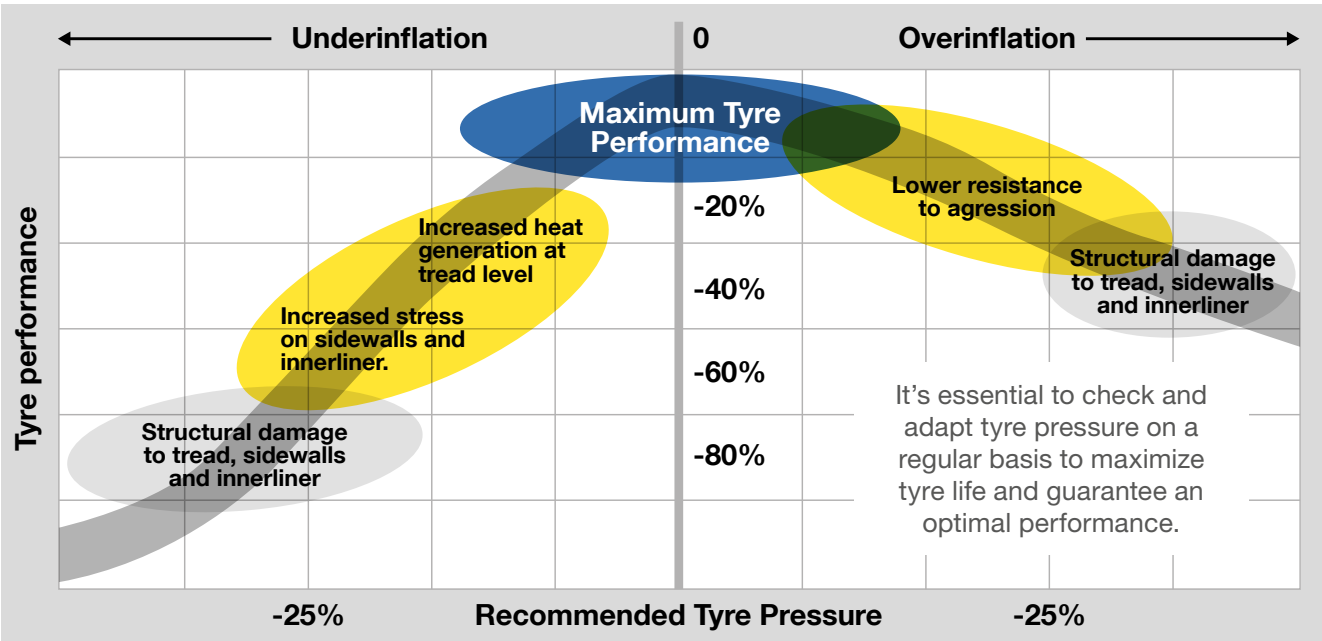 Underinflation
0
Overinflation
Maximum Tyre
Performance
-20%
-40%
-60%
-80%
Tyre performance
Increased heat
generation at
tread level
Increased stress
on sidewalls and
innerliner.
Structural damage
to tread, sidewalls
and innerliner
Lower resistance
to agression
Structural damage
to tread, sidewalls
and innerliner
It’s essential to check and
adapt tyre pressure on a
regular basis to maximize
tyre life and guarantee an
optimal performance.
-25%
Recommended Tyre Pressure
-25%